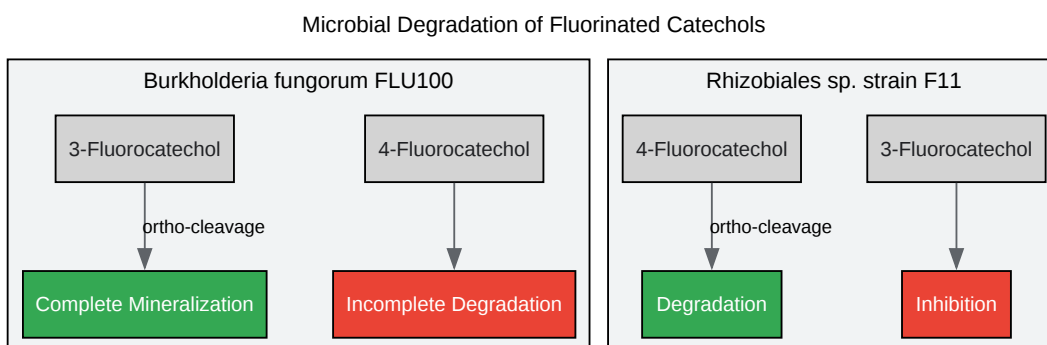 Microbial Degradation of Fluorinated Catechols
Burkholderia fungorum FLU100
3-Fluorocatechol
4-Fluorocatechol
ortho-cleavage
Complete Mineralization
Incomplete Degradation
Rhizobiales sp. strain F11
4-Fluorocatechol
3-Fluorocatechol
ortho-cleavage
Degradation
Inhibition